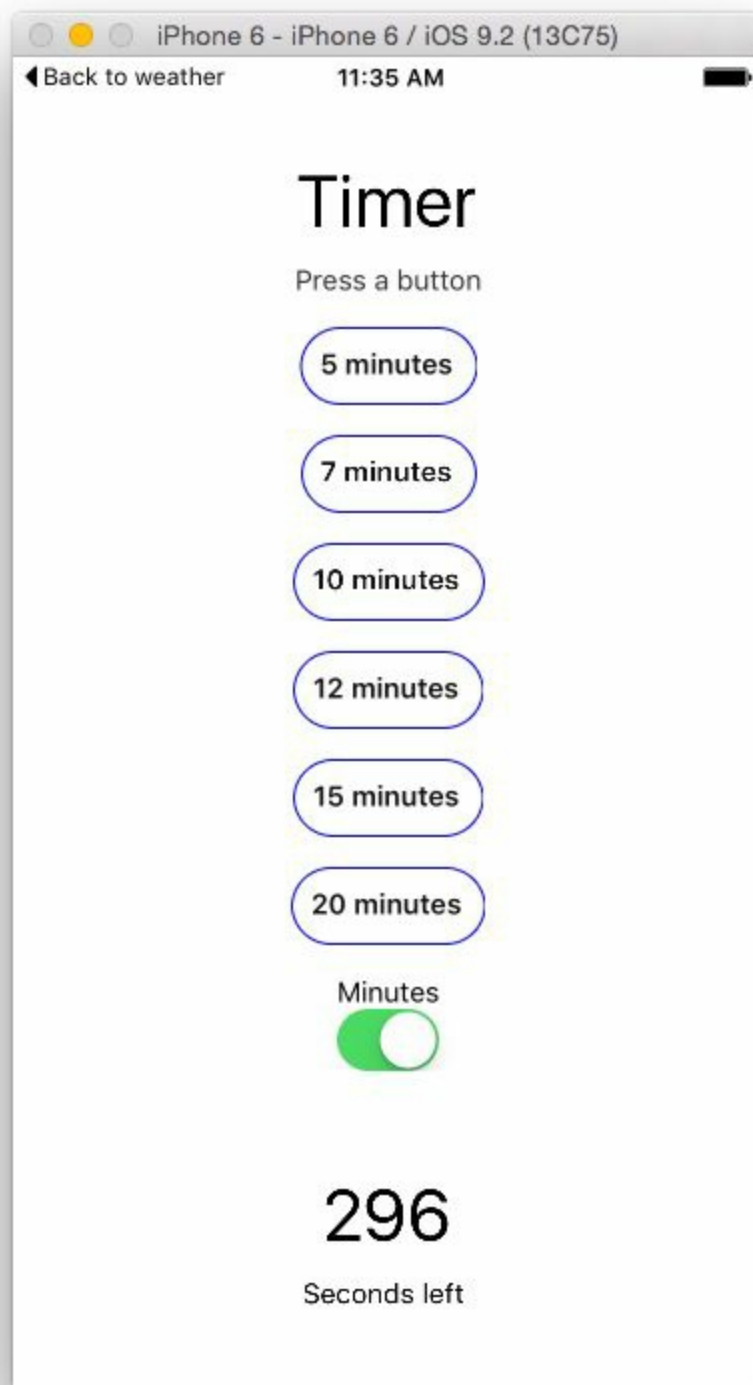 iPhone 6 - iPhone 6 / iOS 9.2 (13C75)
Back to weather 11:35 AM
Timer
Press a button
5 minutes
7 minutes
10 minutes
12 minutes
15 minutes
20 minutes
Minutes
296
Seconds left